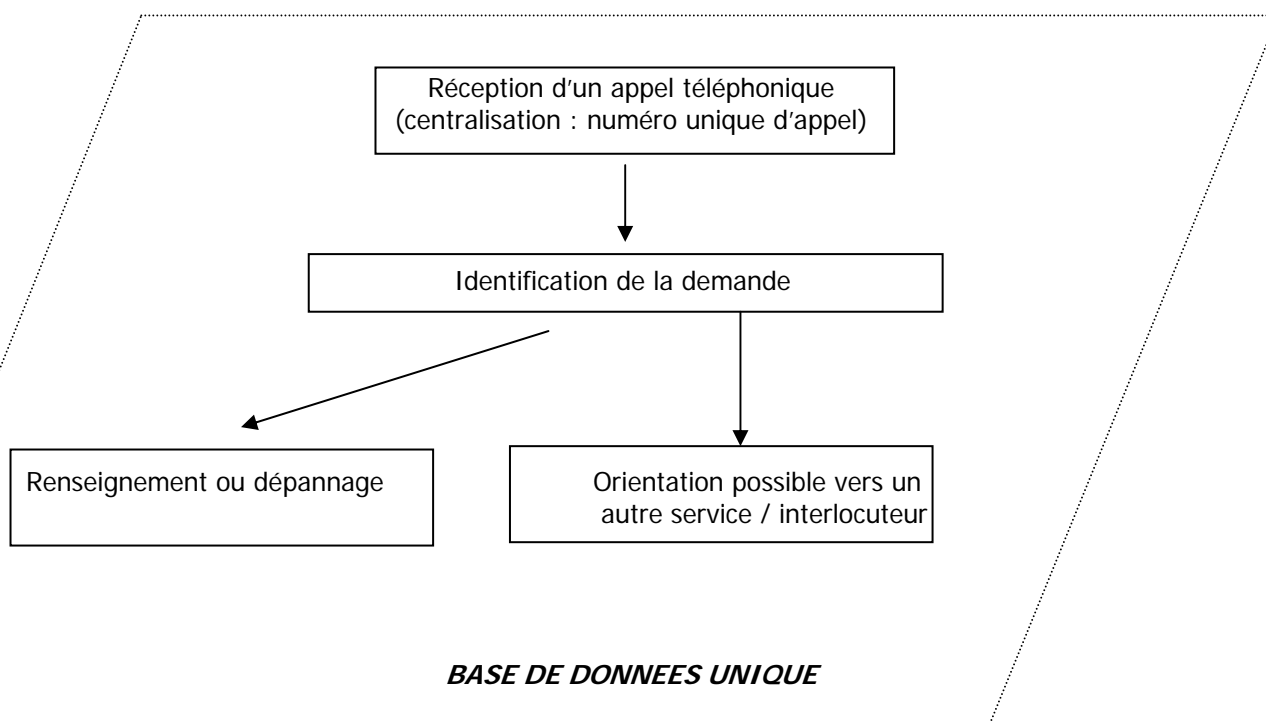 Réception d'un appel téléphonique
(centralisation : numéro unique d'appel)
Identification de la demande
Renseignement ou dépannage
Orientation possible vers un
autre service / interlocuteur
BASE DE DONNEES UNIQUE